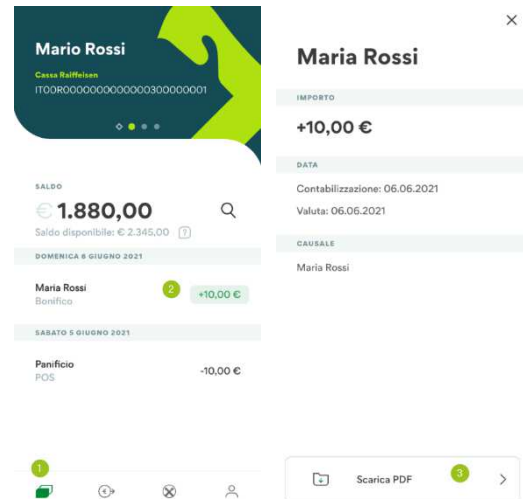 Mario Rossi
Cassa Raiffeisen
IT00R0000000000000300000001
SALDO
€ 1.880,00
Saldo disponibile: € 2.345,00 ?
DOMENICA 6 GIUGNO 2021
Maria Rossi
Bonifico
2
+10,00 €
SABATO 5 GIUGNO 2021
Panificio
POS
-10,00 €
1
Maria Rossi
IMPORTO
+10,00 €
DATA
Contabilizzazione: 06.06.2021
Valuta: 06.06.2021
CAUSALE
Maria Rossi
Scarica PDF
3